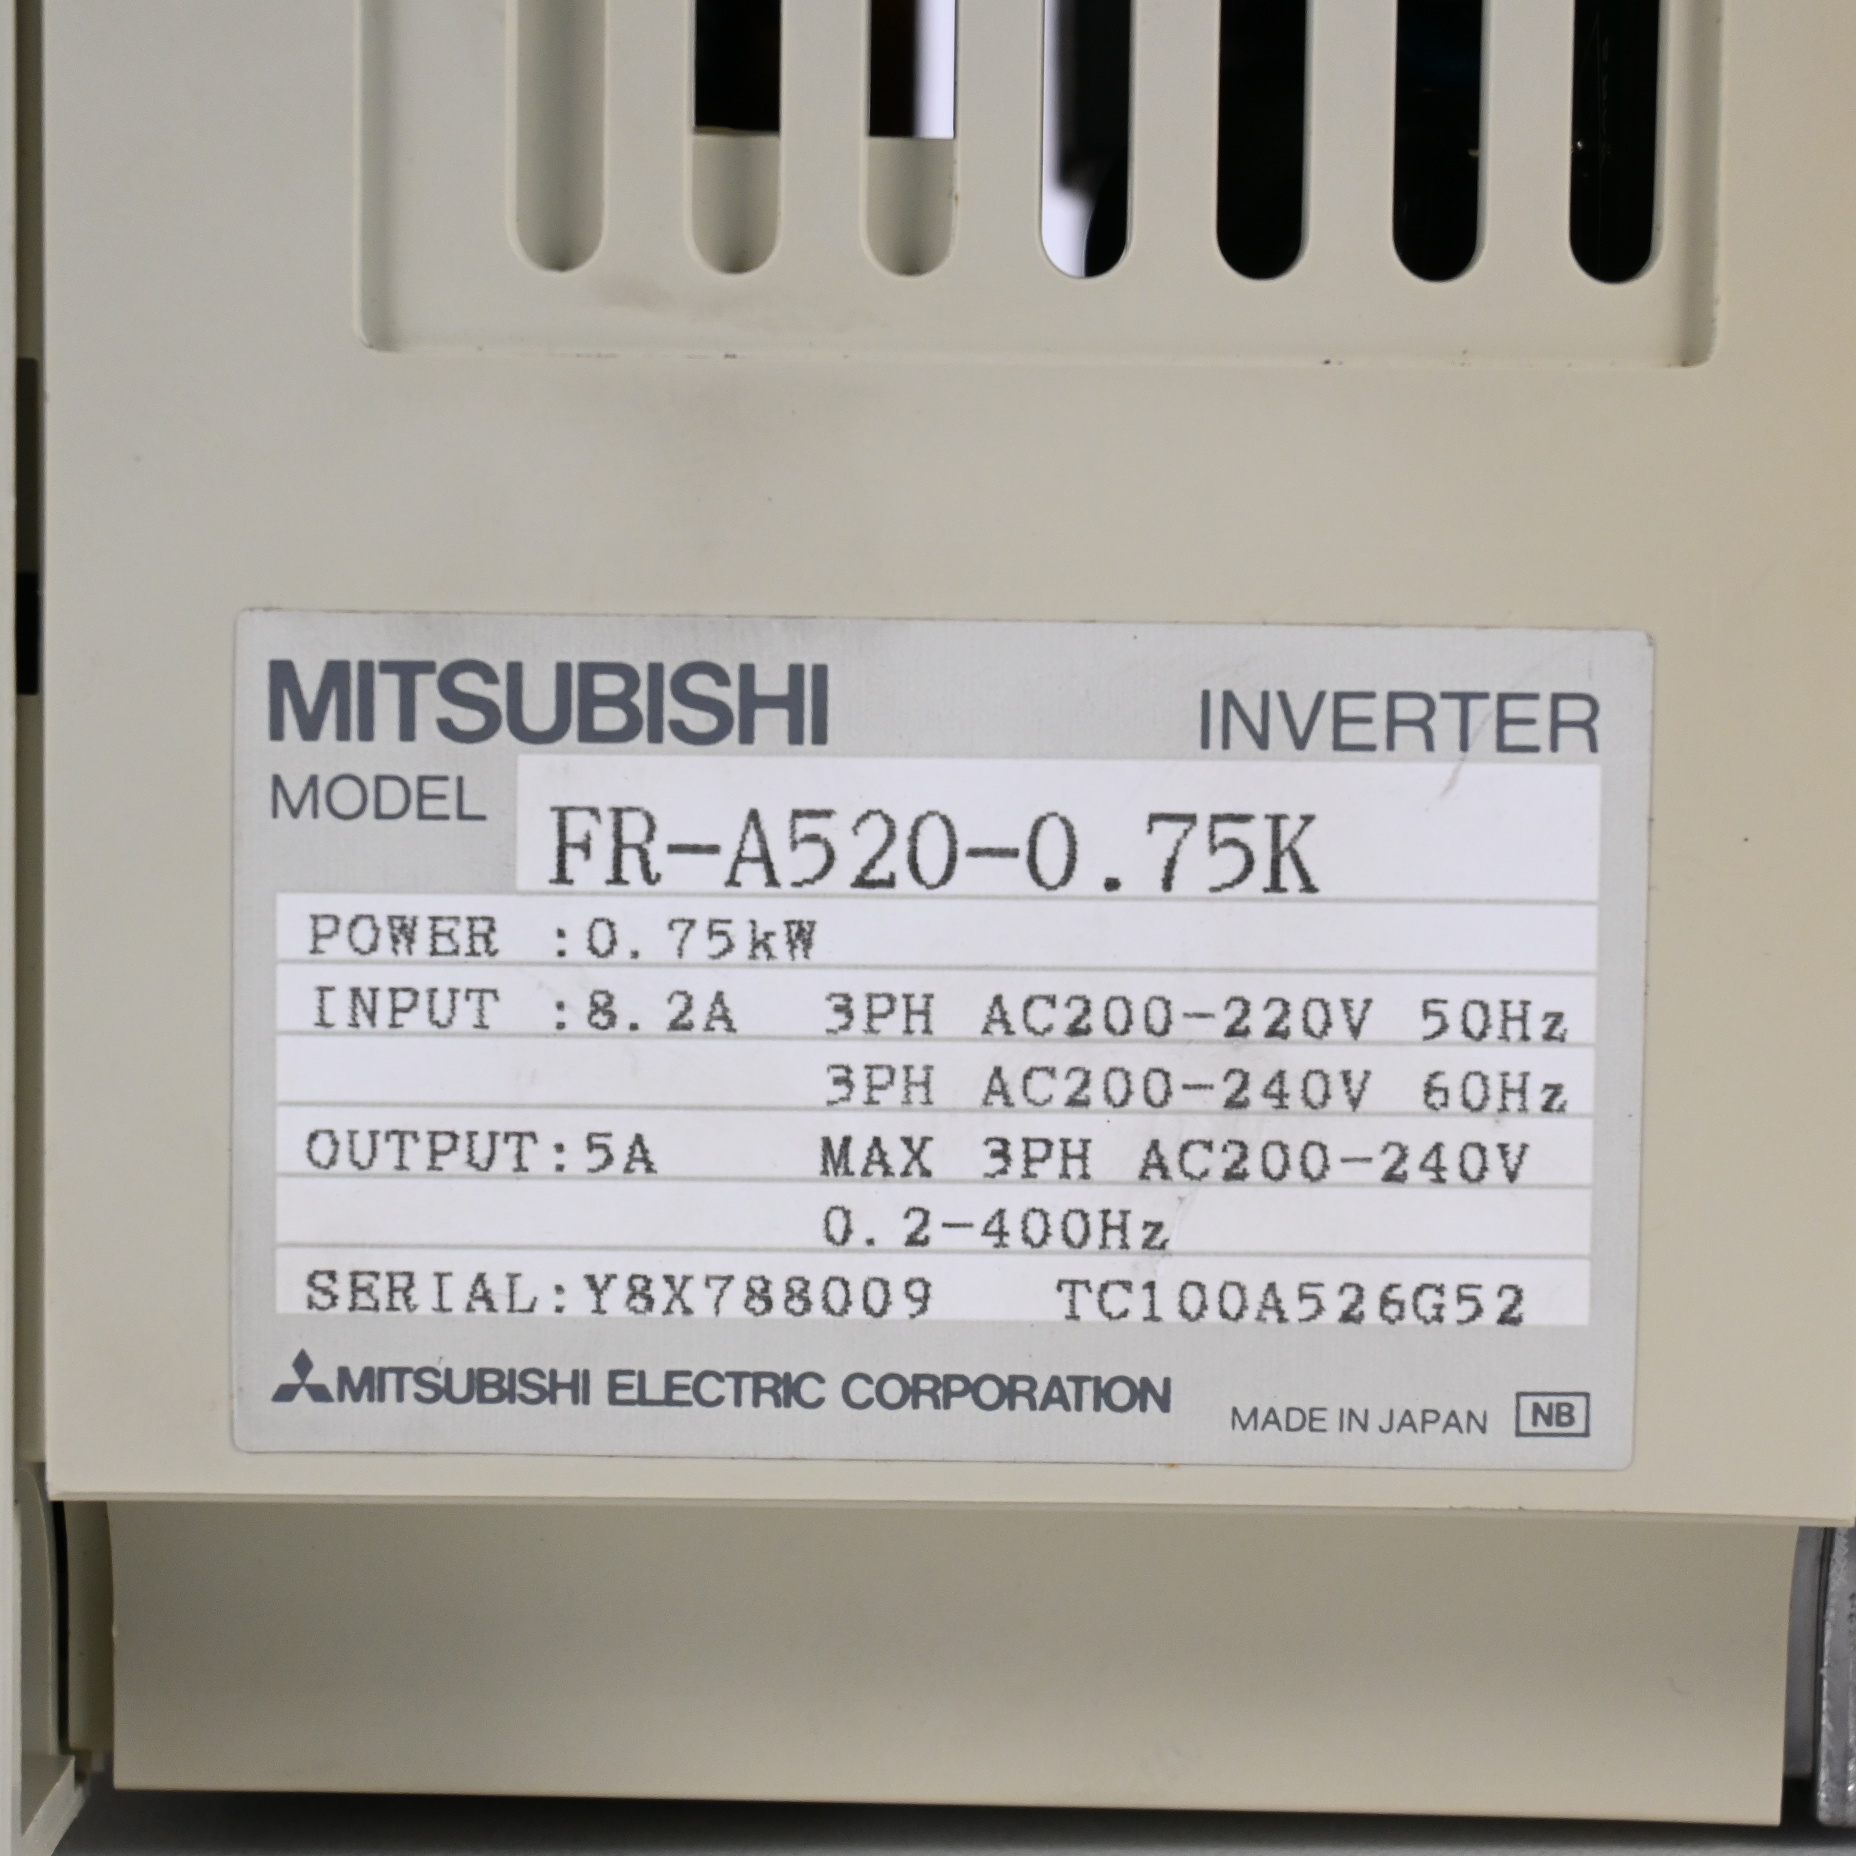 MITSUBISHI INVERTER
MODEL FR-A520-0.75K
POWER :0.75kW
INPUT :8.2A 3PH AC200-220V 50Hz
3PH AC200-240V 60Hz
OUTPUT:5A MAX 3PH AC200-240V
0.2-400Hz
SERIAL:Y8X788009 TC100A526G52
MITSUBISHI ELECTRIC CORPORATION MADE IN JAPAN NB